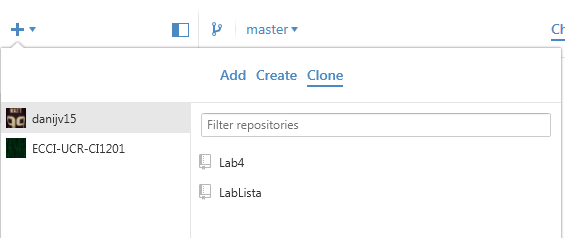 master
Ch
Add Create Clone
danijv15
ECCI-UCR-CI1201
Filter repositories
Lab4
LabLista